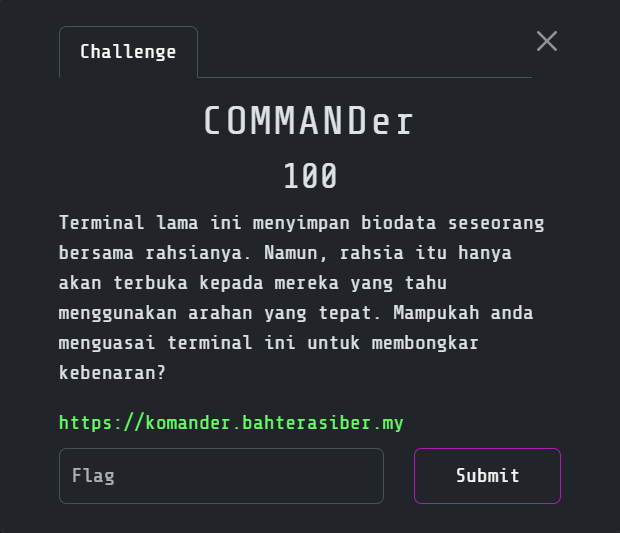 Challenge
COMMANDer
100
Terminal lama ini menyimpan biodata seseorang
bersama rahsianya. Namun, rahsia itu hanya
akan terbuka kepada mereka yang tahu
menggunakan arahan yang tepat. Mampukah anda
menguasai terminal ini untuk membongkar
kebenaran?
https://komander.bahterasiber.my
Flag
Submit